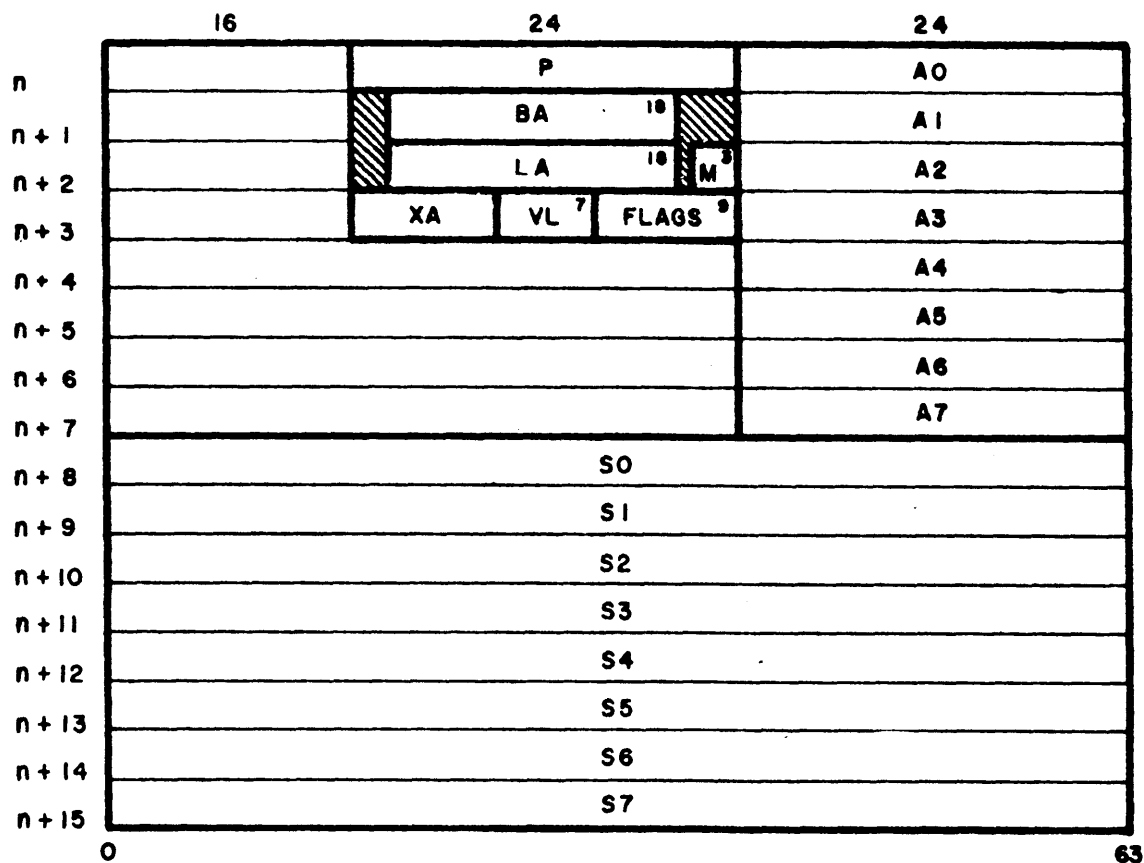 16 24 24
n P A0
n + 1 BA 18 A1
n + 2 LA 18 M 3 A2
n + 3 XA VL 7 FLAGS 9 A3
n + 4 A4
n + 5 A5
n + 6 A6
n + 7 A7
n + 8 S0
n + 9 S1
n + 10 S2
n + 11 S3
n + 12 S4
n + 13 S5
n + 14 S6
n + 15 S7
0 63